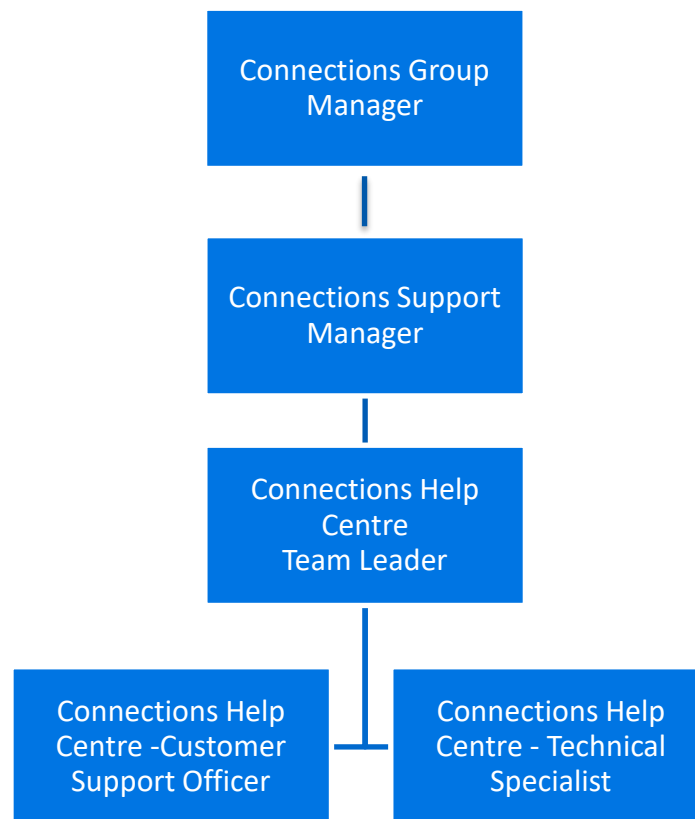 Connections Group
Manager
Connections Support
Manager
Connections Help
Centre
Team Leader
Connections Help
Centre -Customer
Support Officer
Connections Help
Centre - Technical
Specialist